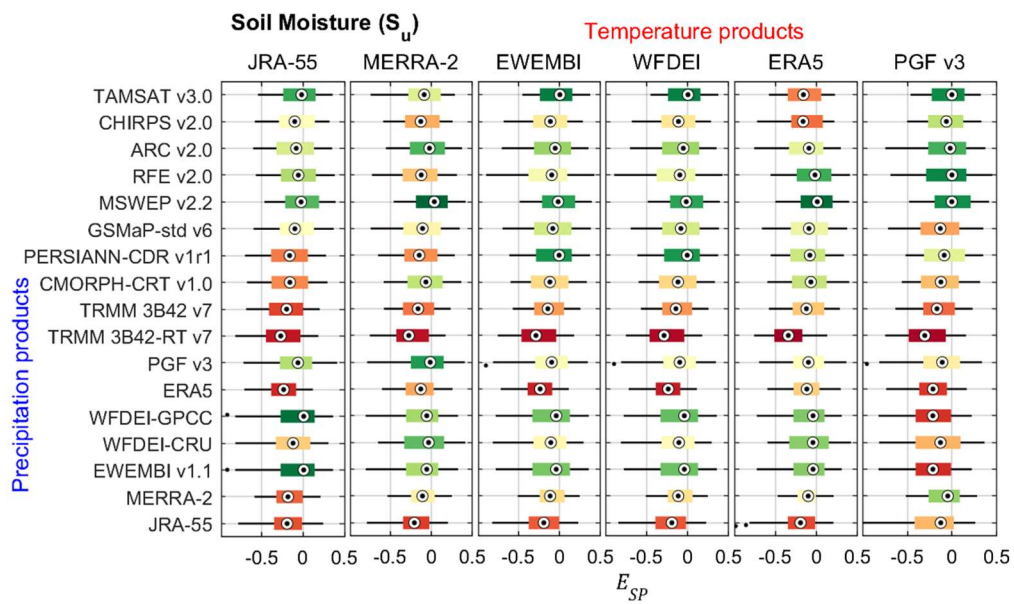 Soil Moisture (Su)
Temperature products
JRA-55 MERRA-2 EWEMBI WFDEI ERA5 PGF v3
Precipitation products
TAMSAT v3.0
CHIRPS v2.0
ARC v2.0
RFE v2.0
MSWEP v2.2
GSMaP-std v6
PERSIANN-CDR v1r1
CMORPH-CRT v1.0
TRMM 3B42 v7
TRMM 3B42-RT v7
PGF v3
ERA5
WFDEI-GPCC
WFDEI-CRU
EWEMBI v1.1
MERRA-2
JRA-55
-0.5 0 0.5 -0.5 0 0.5 -0.5 0 0.5 -0.5 0 0.5 -0.5 0 0.5 -0.5 0 0.5
ESP